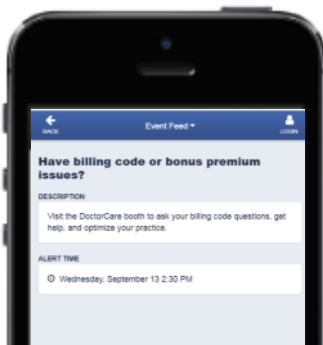 BACK
Event Feed
LOGIN
Have billing code or bonus premium
issues?
DESCRIPTION
Visit the DoctorCare booth to ask your billing code questions, get
help, and optimize your practice.
ALERT TIME
Wednesday, September 13 2:30 PM